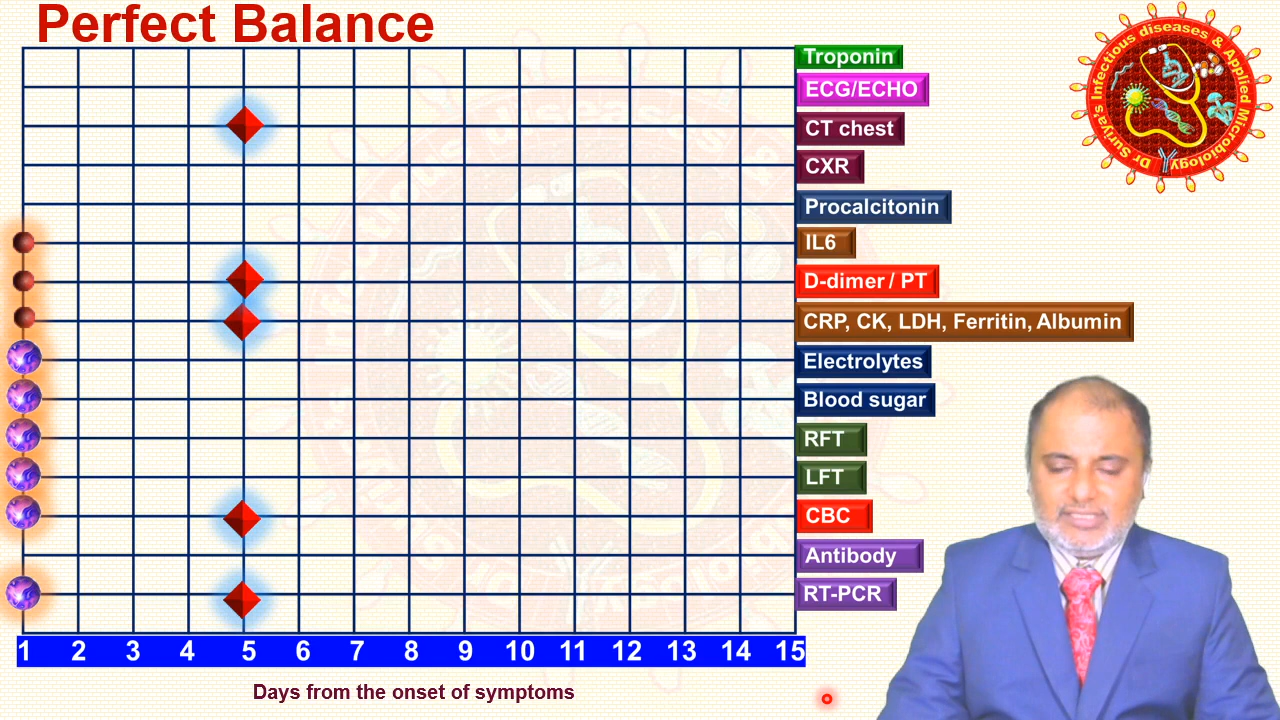 Perfect Balance
Troponin
ECG/ECHO
CT chest
CXR
Procalcitonin
IL6
D-dimer / PT
CRP, CK, LDH, Ferritin, Albumin
Electrolytes
Blood sugar
RFT
LFT
CBC
Antibody
RT-PCR
1 2 3 4 5 6 7 8 9 10 11 12 13 14 15
Days from the onset of symptoms
Dr Suriya's Infectious diseases & Applied Microbiology